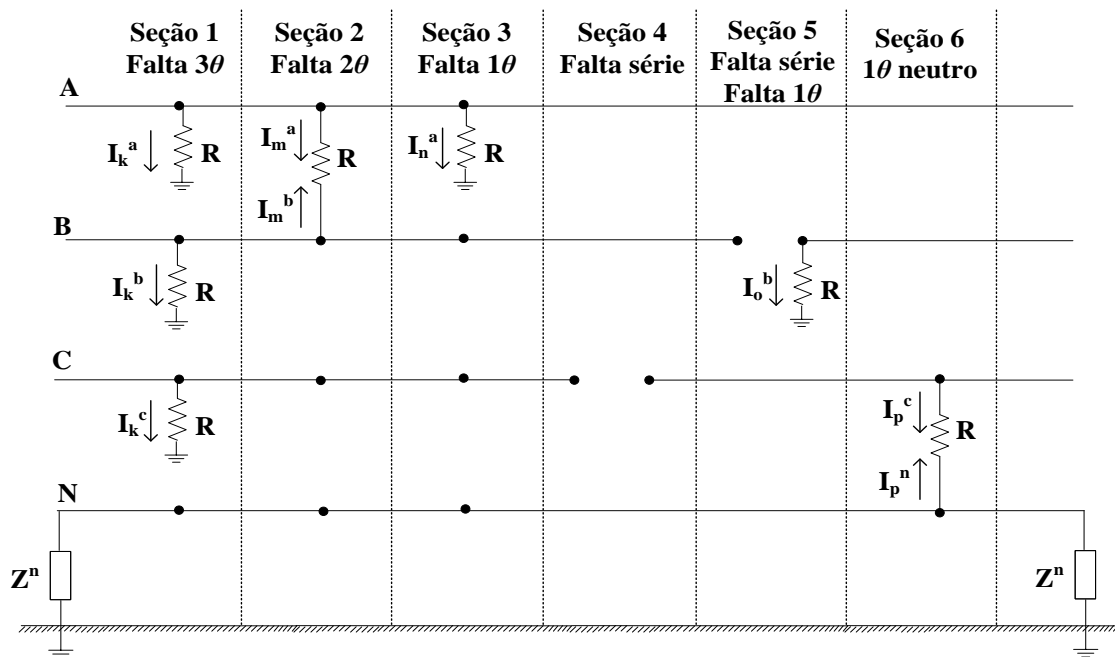 Seção 1
Falta 3θ
Seção 2
Falta 2θ
Seção 3
Falta 1θ
Seção 4
Falta série
Seção 5
Falta série
Falta 1θ
Seção 6
1θ neutro
A
I_k^a
R
I_m^a
R
I_n^a
R
I_m^b
B
I_k^b
R
I_o^b
R
C
I_k^c
R
I_p^c
R
I_p^n
N
Z^n
Z^n